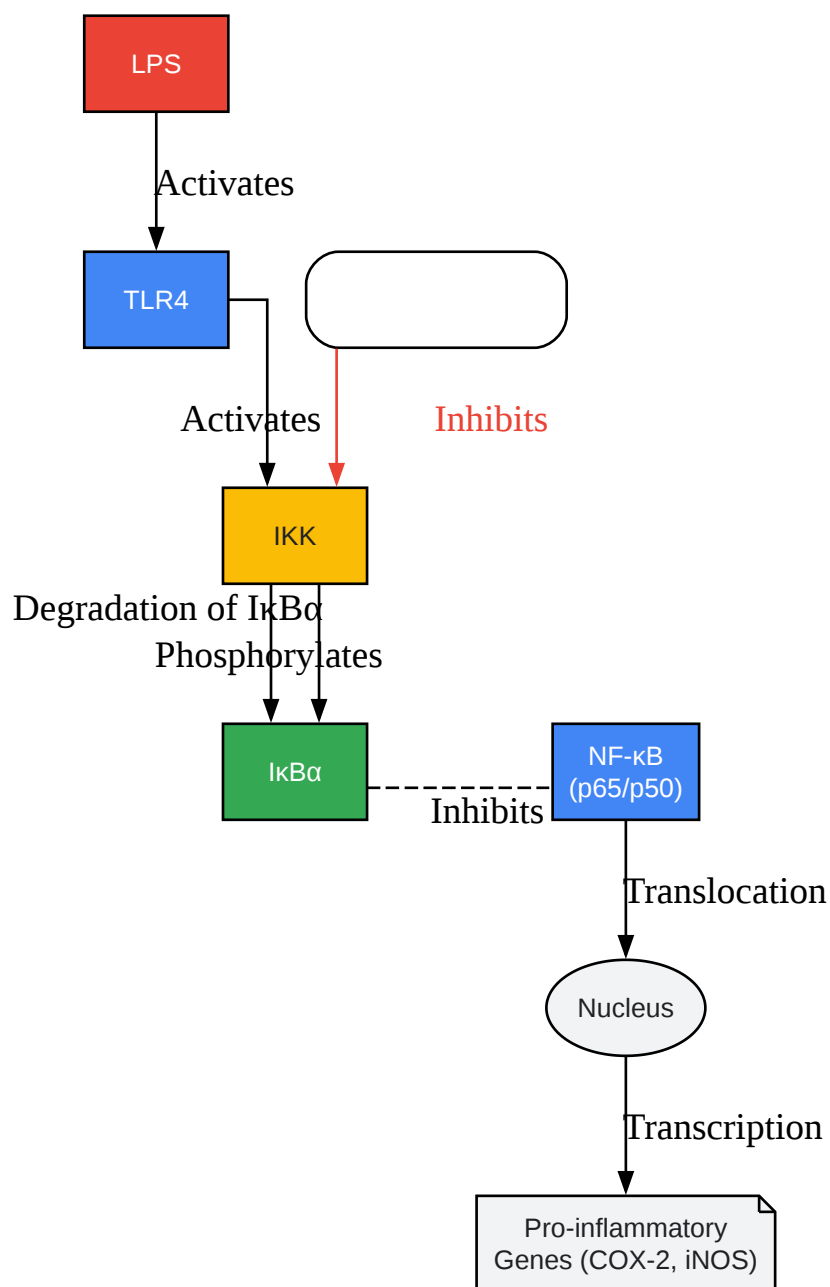 LPS
Activates
TLR4
Activates
Inhibits
IKK
Degradation of IκBα
Phosphorylates
IκBα
Inhibits
NF-κB
(p65/p50)
Translocation
Nucleus
Transcription
Pro-inflammatory
Genes (COX-2, iNOS)